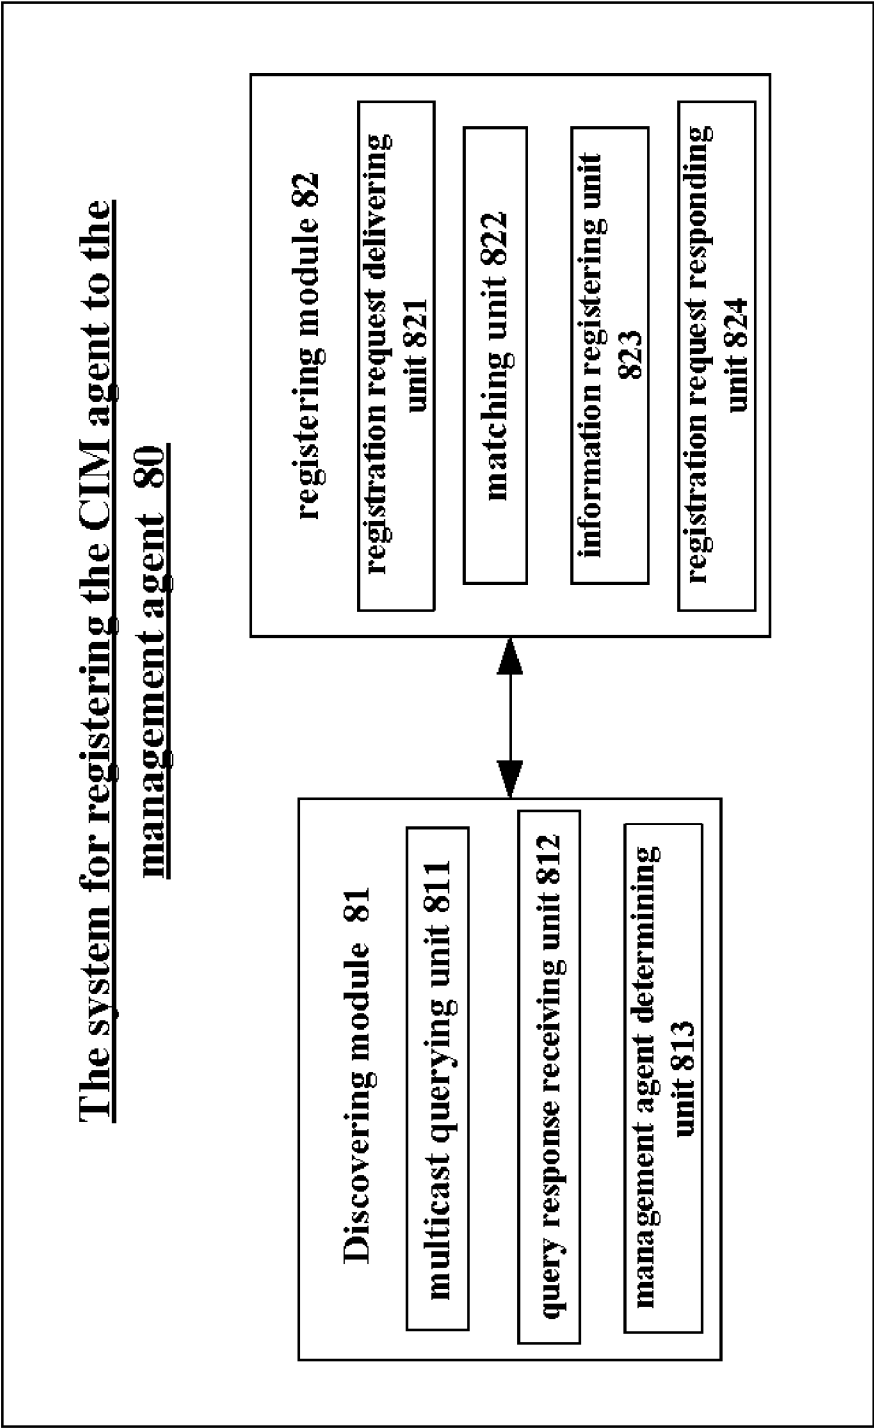 The system for registering the CIM agent to the
management agent 80
Discovering module 81
multicast querying unit 811
query response receiving unit 812
management agent determining
unit 813
registering module 82
registration request delivering
unit 821
matching unit 822
information registering unit
823
registration request responding
unit 824